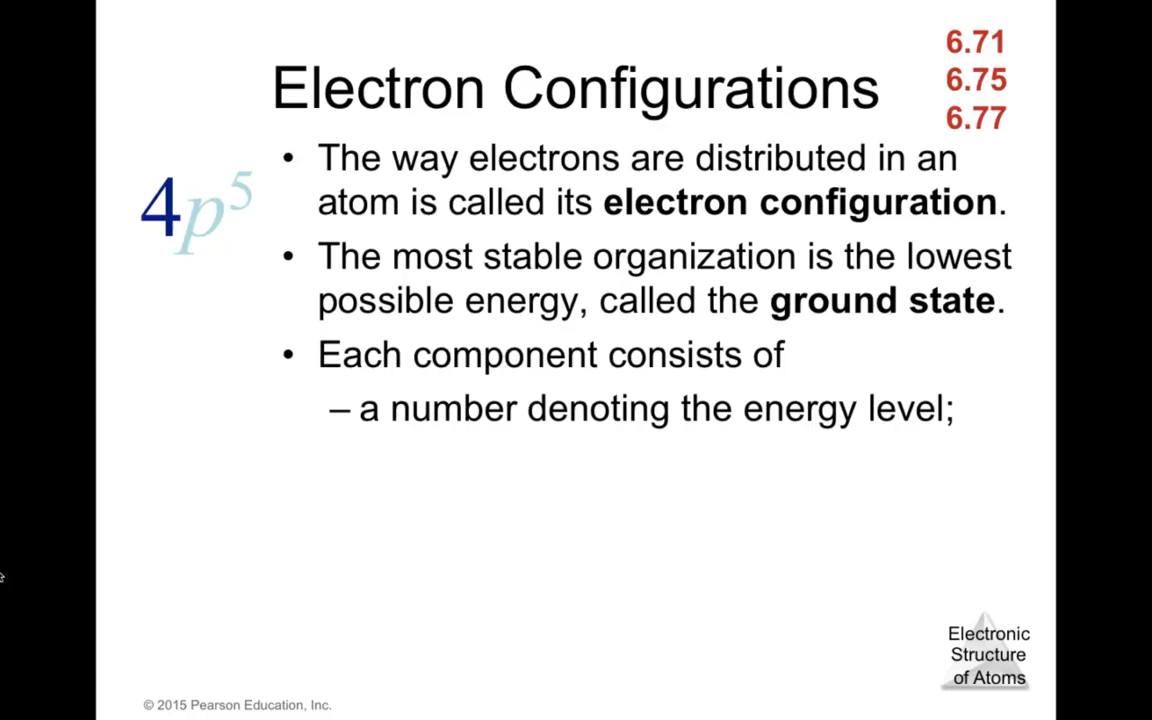 Electron Configurations
6.71
6.75
6.77
4p⁵
• The way electrons are distributed in an
atom is called its electron configuration.
• The most stable organization is the lowest
possible energy, called the ground state.
• Each component consists of
– a number denoting the energy level;
Electronic
Structure
of Atoms
© 2015 Pearson Education, Inc.